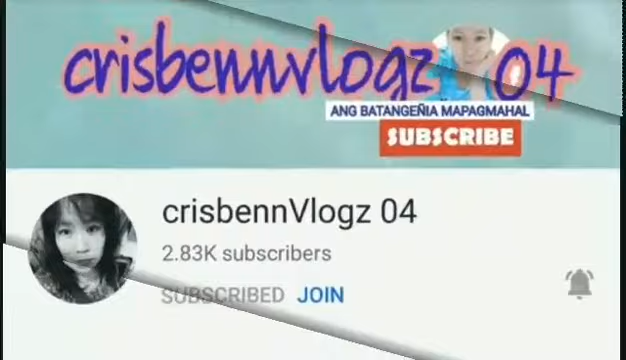 crisbennvlogz 04
ANG BATANGEÑIA MAPAGMAHAL
SUBSCRIBE
crisbennVlogz 04
2.83K subscribers
SUBSCRIBED JOIN